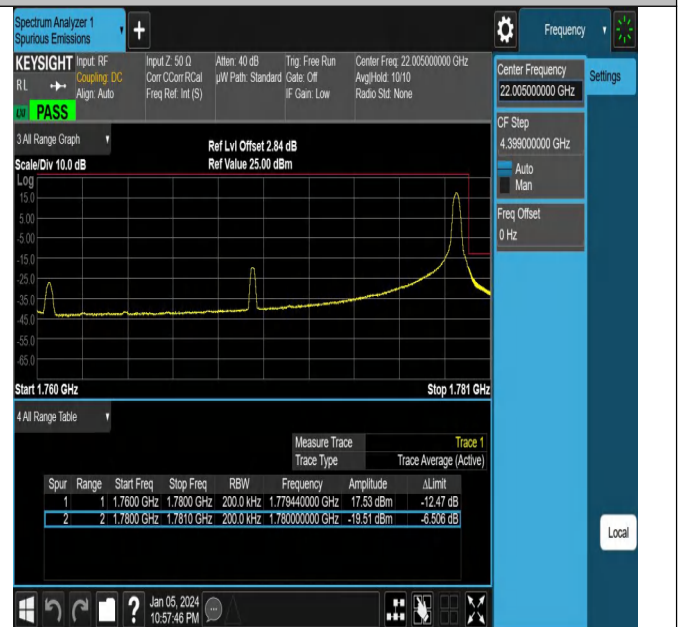 Spectrum Analyzer 1
Spurious Emissions
+
Frequency
KEYSIGHT Input: RF Input Z: 50 Ω Atten: 40 dB Trig: Free Run Center Freq: 22.005000000 GHz
RL Coupling: DC Corr CCorr RCal µW Path: Standard Gate: Off Avg|Hold: 10/10
Align: Auto Freq Ref: Int (S) IF Gain: Low Radio Std: None
PASS
Center Frequency
22.005000000 GHz
Settings
CF Step
4.399000000 GHz
Auto
Man
Freq Offset
0 Hz
3 All Range Graph
Ref Lvl Offset 2.84 dB
Scale/Div 10.0 dB Ref Value 25.00 dBm
Log
15.0
5.00
-5.00
-15.0
-25.0
-35.0
-45.0
-55.0
-65.0
Start 1.760 GHz Stop 1.781 GHz
4 All Range Table
Measure Trace Trace 1
Trace Type Trace Average (Active)
Spur Range Start Freq Stop Freq RBW Frequency Amplitude ΔLimit
1 1 1.7600 GHz 1.7800 GHz 200.0 kHz 1.779440000 GHz 17.53 dBm -12.47 dB
2 2 1.7800 GHz 1.7810 GHz 200.0 kHz 1.780000000 GHz -19.51 dBm -6.506 dB
Local
? Jan 05, 2024
10:57:46 PM